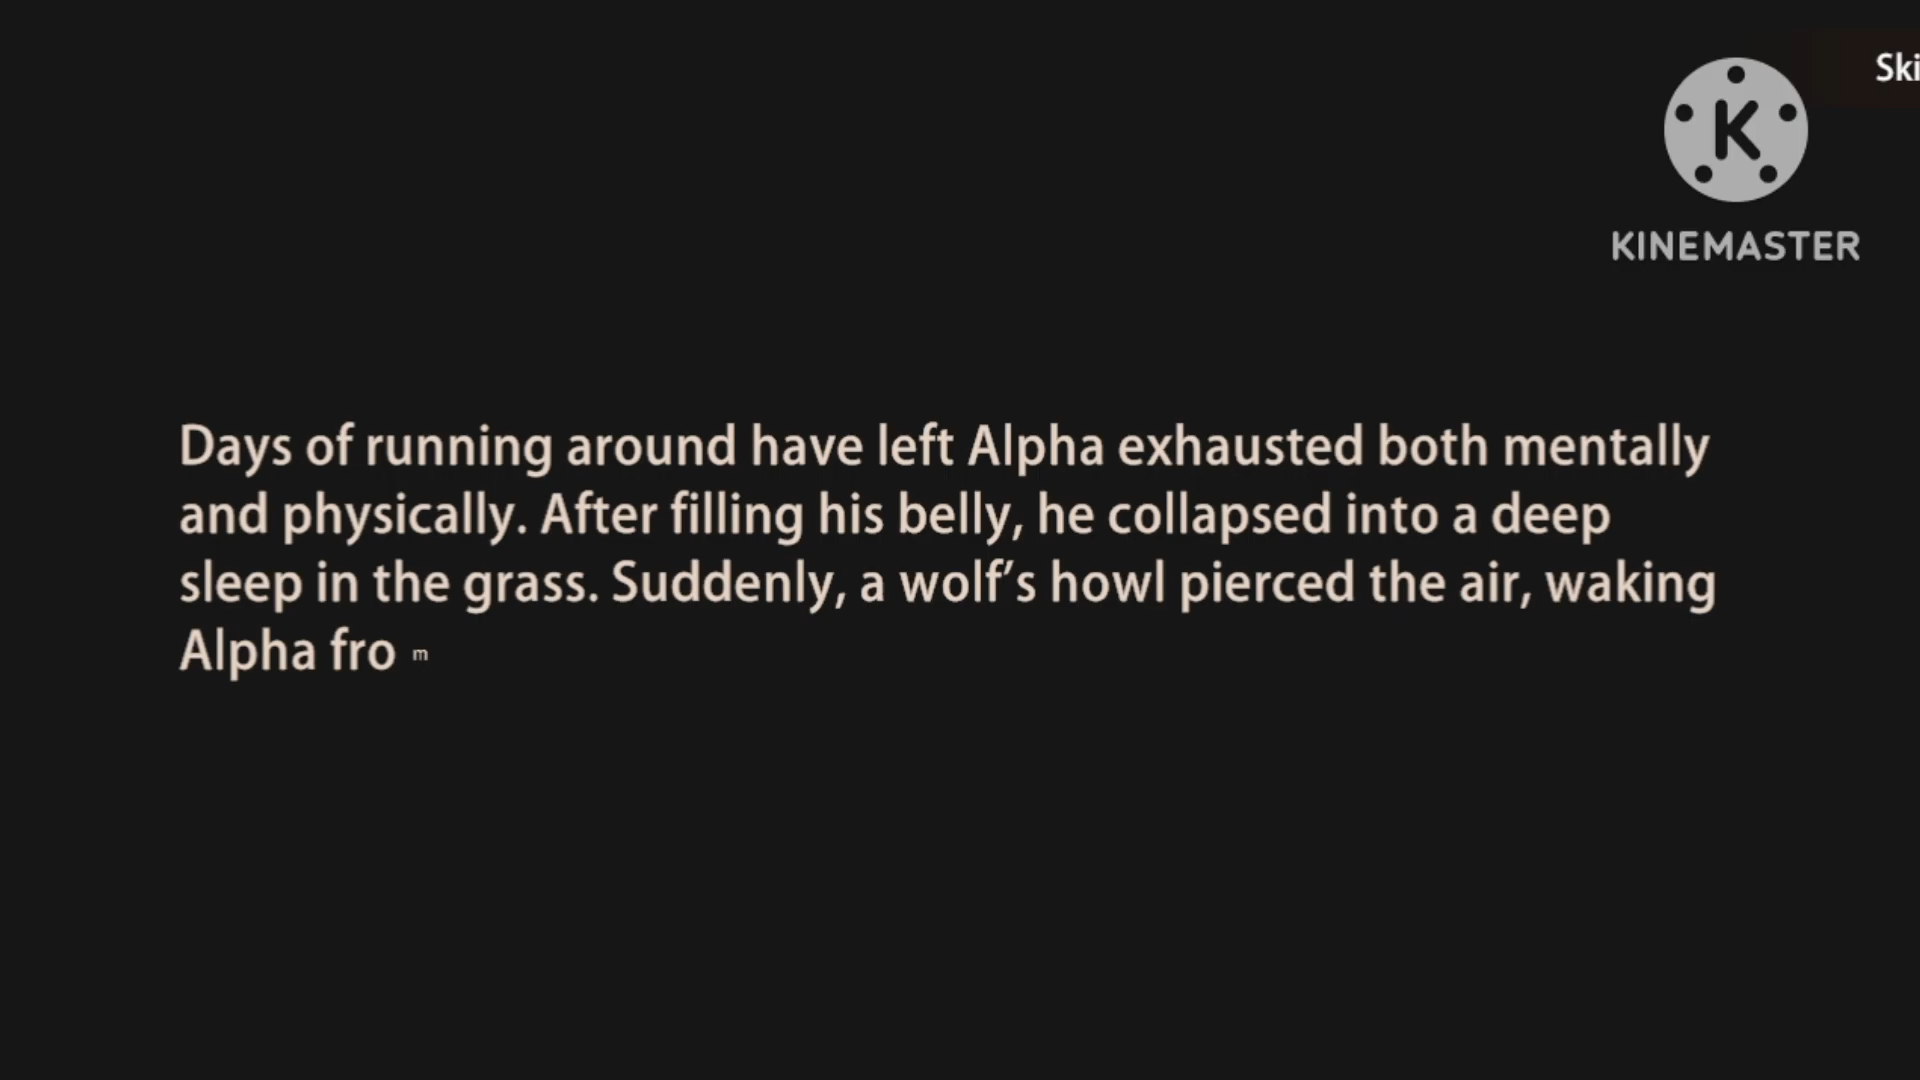 Ski
K
KINEMASTER
Days of running around have left Alpha exhausted both mentally
and physically. After filling his belly, he collapsed into a deep
sleep in the grass. Suddenly, a wolf’s howl pierced the air, waking
Alpha from